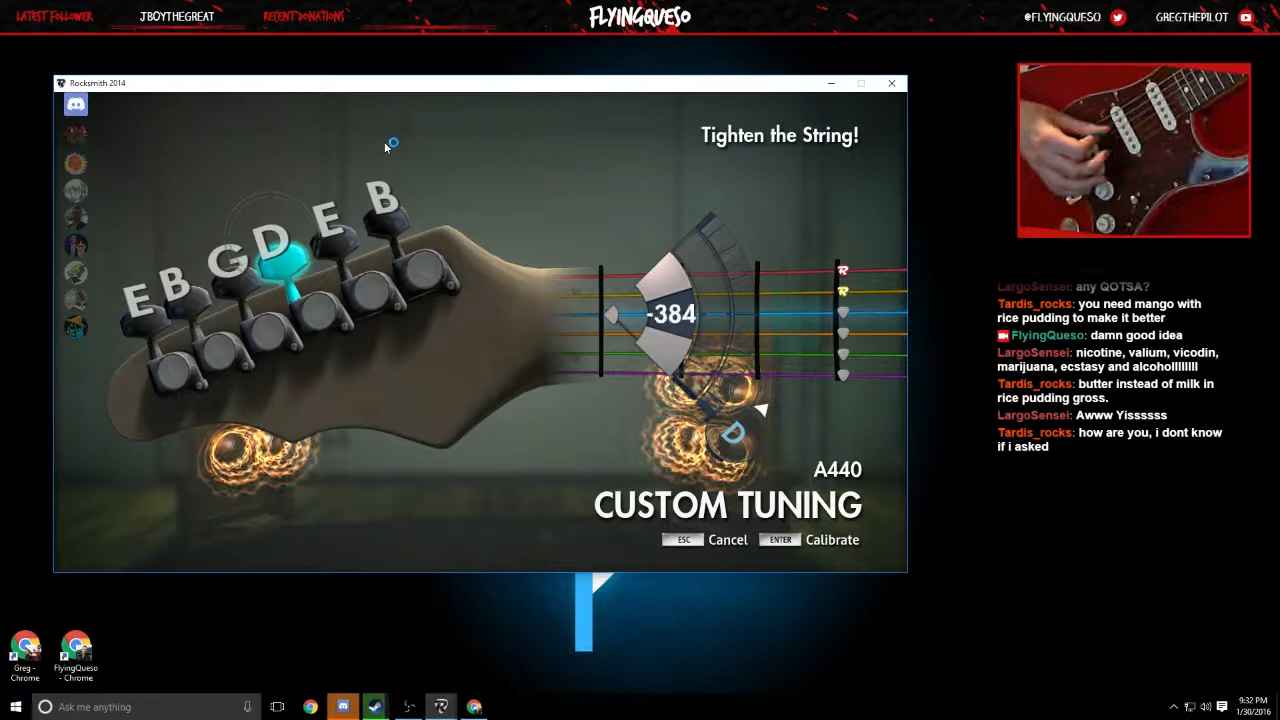 LATEST FOLLOWER
JBOYTHEGREAT
RECENT DONATIONS
FLYINGQUESO
@FLYINGQUESO
GREGTHEPILOT
Rocksmith 2014
Tighten the String!
E B G D E B
-384
D
A440
CUSTOM TUNING
ESC Cancel ENTER Calibrate
LargoSensei: any QOTSA?
Tardis_rocks: you need mango with
rice pudding to make it better
FlyingQueso: damn good idea
LargoSensei: nicotine, valium, vicodin,
marijuana, ecstasy and alcohollllllll
Tardis_rocks: butter instead of milk in
rice pudding gross.
LargoSensei: Awww Yissssss
Tardis_rocks: how are you, i dont know
if i asked
Greg -
Chrome
FlyingQueso
- Chrome
Ask me anything
9:32 PM
1/30/2016